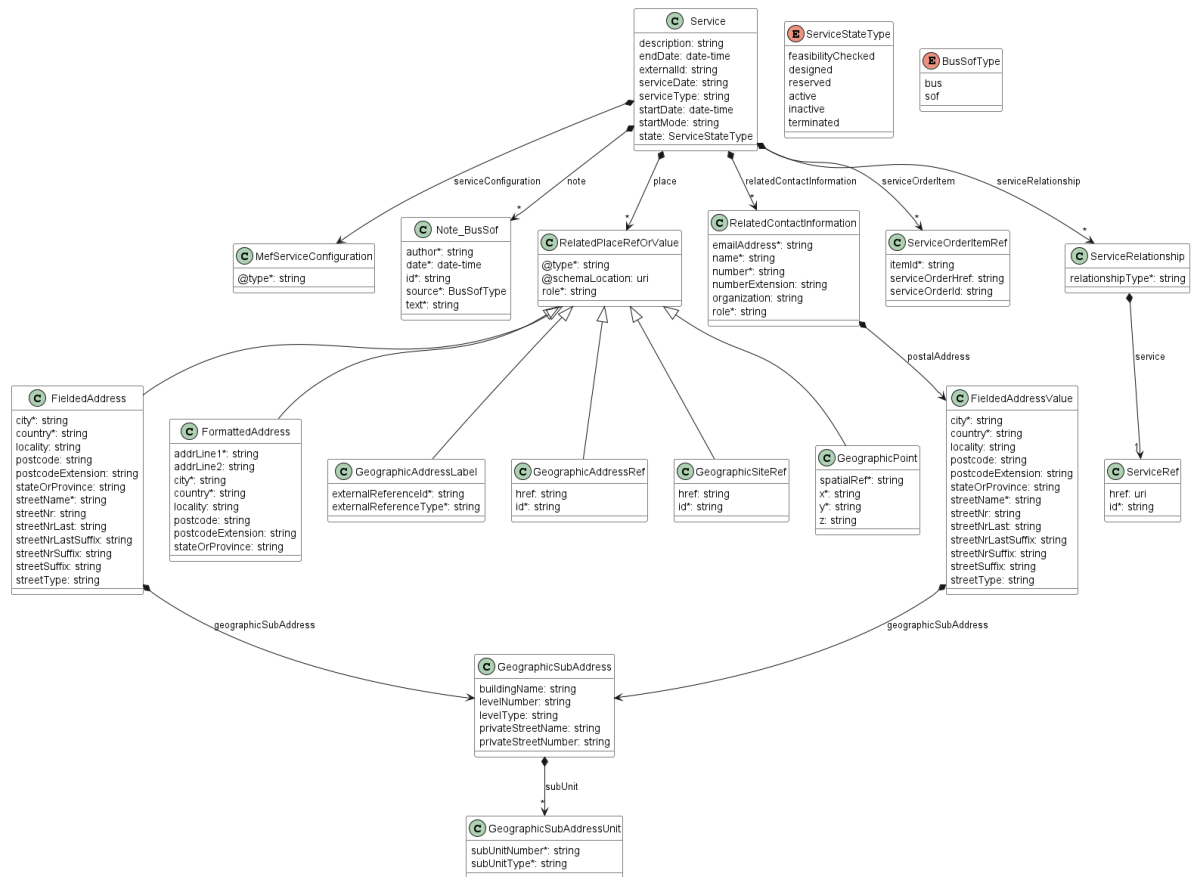 C Service
description: string
endDate: date-time
externalId: string
serviceDate: string
serviceType: string
startDate: date-time
startMode: string
state: ServiceStateType
E ServiceStateType
feasibilityChecked
designed
reserved
active
inactive
terminated
E BusSofType
bus
sof
serviceConfiguration
note
*
place
*
relatedContactInformation
*
serviceOrderItem
*
serviceRelationship
*
C MefServiceConfiguration
@type*: string
C Note_BusSof
author*: string
date*: date-time
id*: string
source*: BusSofType
text*: string
C RelatedPlaceRefOrValue
@type*: string
@schemaLocation: uri
role*: string
C RelatedContactInformation
emailAddress*: string
name*: string
number*: string
numberExtension: string
organization: string
role*: string
C ServiceOrderItemRef
itemId*: string
serviceOrderHref: string
serviceOrderId: string
C ServiceRelationship
relationshipType*: string
postalAddress
service
1
C FieldedAddress
city*: string
country*: string
locality: string
postcode: string
postcodeExtension: string
stateOrProvince: string
streetName*: string
streetNr: string
streetNrLast: string
streetNrLastSuffix: string
streetNrSuffix: string
streetSuffix: string
streetType: string
C FormattedAddress
addrLine1*: string
addrLine2: string
city*: string
country*: string
locality: string
postcode: string
postcodeExtension: string
stateOrProvince: string
C GeographicAddressLabel
externalReferenceId*: string
externalReferenceType*: string
C GeographicAddressRef
href: string
id*: string
C GeographicSiteRef
href: string
id*: string
C GeographicPoint
spatialRef*: string
x*: string
y*: string
z: string
C FieldedAddressValue
city*: string
country*: string
locality: string
postcode: string
postcodeExtension: string
stateOrProvince: string
streetName*: string
streetNr: string
streetNrLast: string
streetNrLastSuffix: string
streetNrSuffix: string
streetSuffix: string
streetType: string
C ServiceRef
href: uri
id*: string
geographicSubAddress
geographicSubAddress
C GeographicSubAddress
buildingName: string
levelNumber: string
levelType: string
privateStreetName: string
privateStreetNumber: string
subUnit
*
C GeographicSubAddressUnit
subUnitNumber*: string
subUnitType*: string